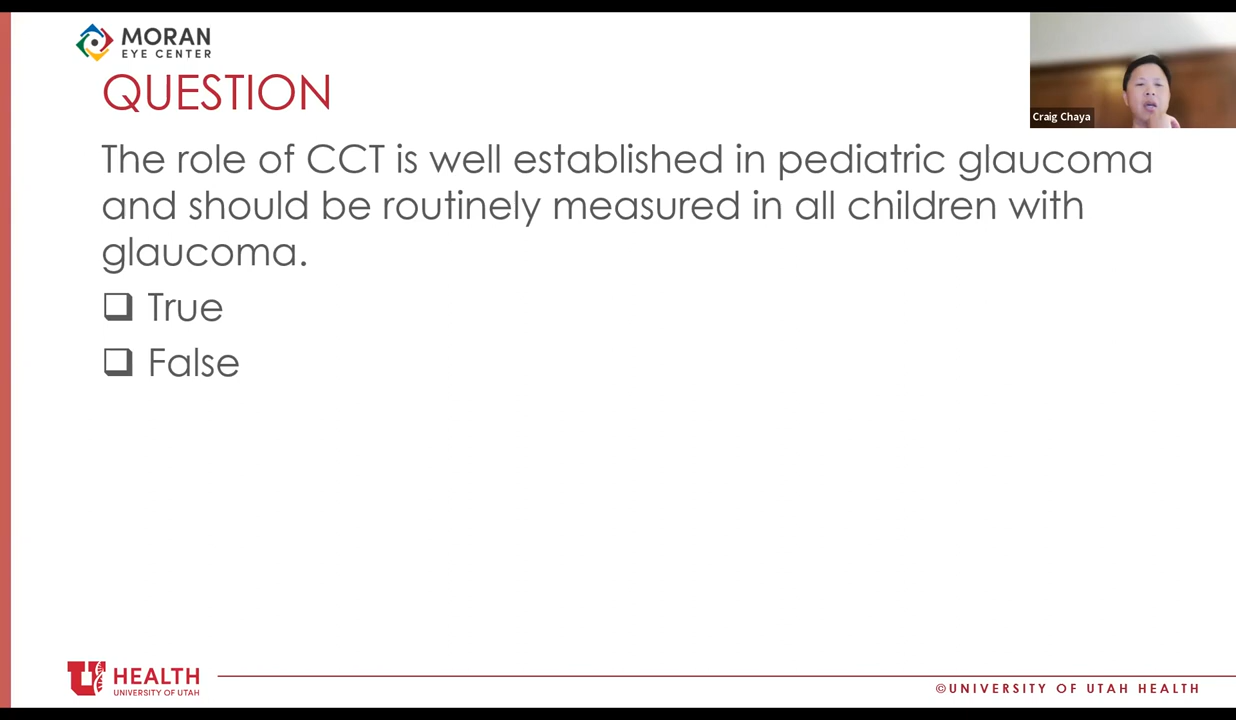 MORAN
EYE CENTER
QUESTION
Craig Chaya
The role of CCT is well established in pediatric glaucoma
and should be routinely measured in all children with
glaucoma.
True
False
U HEALTH
UNIVERSITY OF UTAH
©UNIVERSITY OF UTAH HEALTH